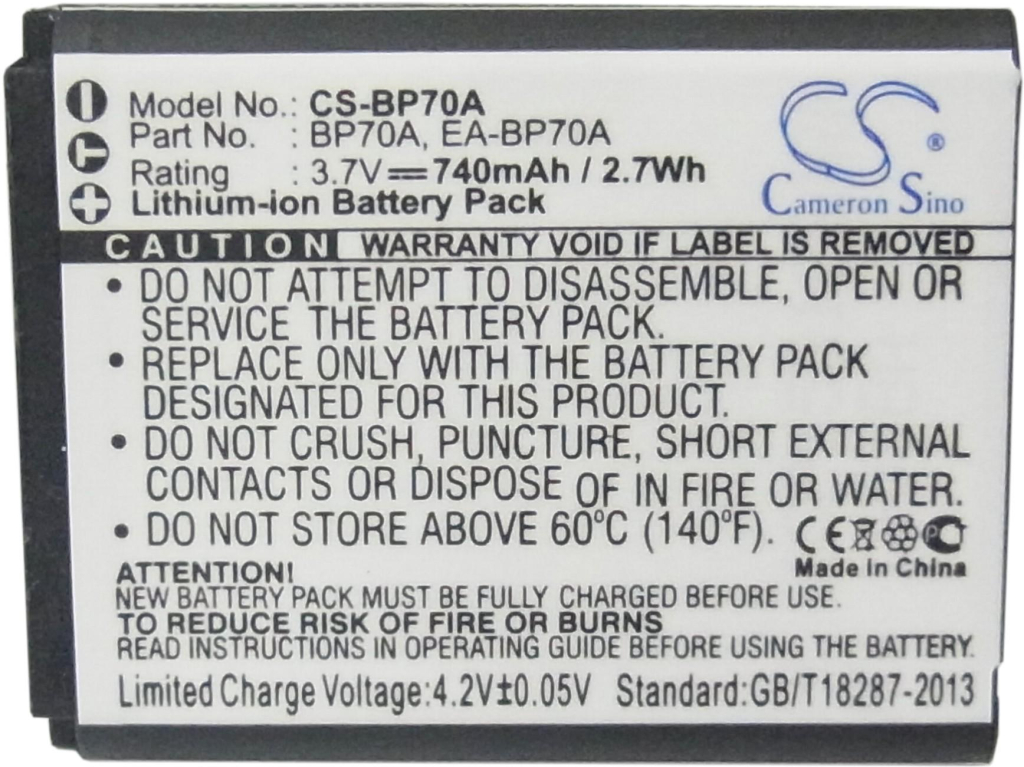 Model No.: CS-BP70A
Part No. : BP70A, EA-BP70A
Rating : 3.7V⎓740mAh / 2.7Wh
Lithium-ion Battery Pack
CS ®
Cameron Sino
CAUTION WARRANTY VOID IF LABEL IS REMOVED
• DO NOT ATTEMPT TO DISASSEMBLE, OPEN OR
SERVICE THE BATTERY PACK.
• REPLACE ONLY WITH THE BATTERY PACK
DESIGNATED FOR THIS PRODUCT.
• DO NOT CRUSH, PUNCTURE, SHORT EXTERNAL
CONTACTS OR DISPOSE OF IN FIRE OR WATER.
• DO NOT STORE ABOVE 60°C (140°F). CE
Made in China
ATTENTION!
NEW BATTERY PACK MUST BE FULLY CHARGED BEFORE USE.
TO REDUCE RISK OF FIRE OR BURNS
READ INSTRUCTIONS IN OPERATING GUIDE BEFORE USING THE BATTERY.
Limited Charge Voltage:4.2V±0.05V Standard:GB/T18287-2013